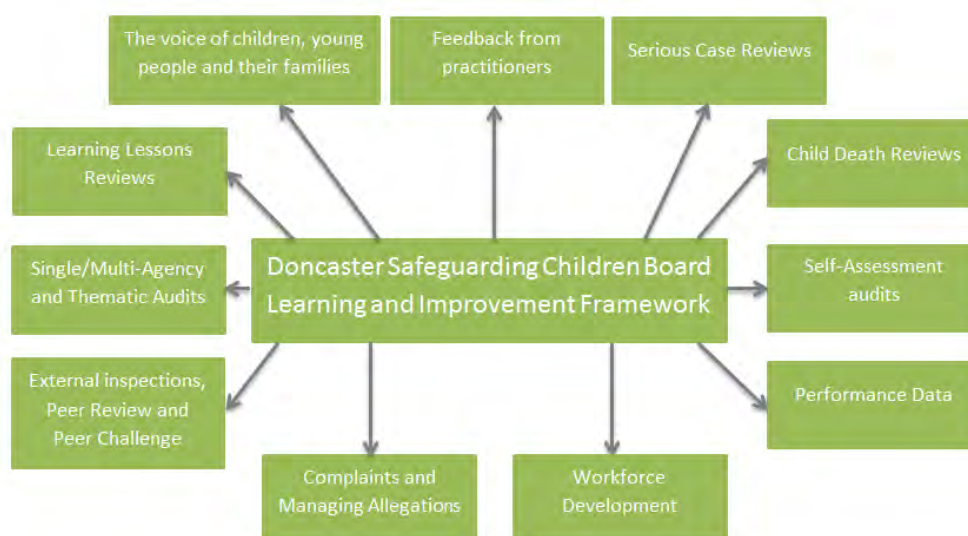 The voice of children, young
people and their families
Feedback from
practitioners
Serious Case Reviews
Learning Lessons
Reviews
Child Death Reviews
Single/Multi-Agency
and Thematic Audits
Doncaster Safeguarding Children Board
Learning and Improvement Framework
Self-Assessment
audits
External inspections,
Peer Review and
Peer Challenge
Performance Data
Complaints and
Managing Allegations
Workforce
Development